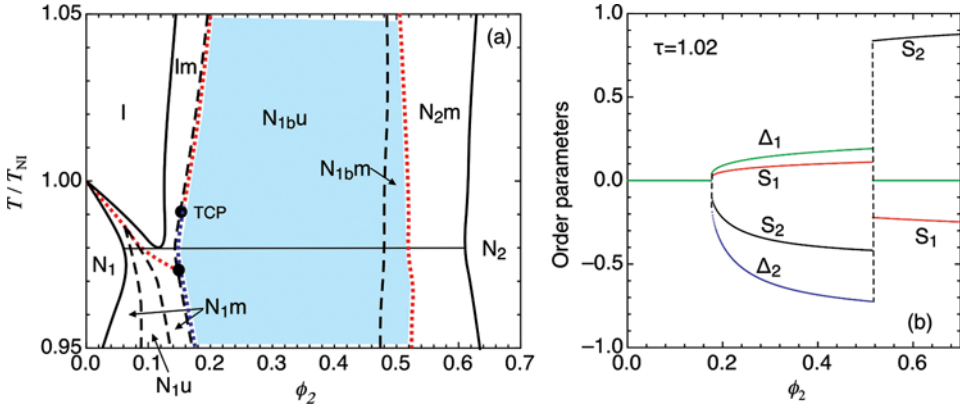 1.05
1.00
0.95
T / T_NI
0.0 0.1 0.2 0.3 0.4 0.5 0.6 0.7
ϕ₂
(a)
I
Im
N₁bu
N₂m
N₁bm
TCP
N₁
N₂
N₁m
N₁u
1.0
0.5
0.0
−0.5
−1.0
Order parameters
0.0 0.2 0.4 0.6
ϕ₂
τ=1.02
S₂
Δ₁
S₁
S₂
S₁
Δ₂
(b)